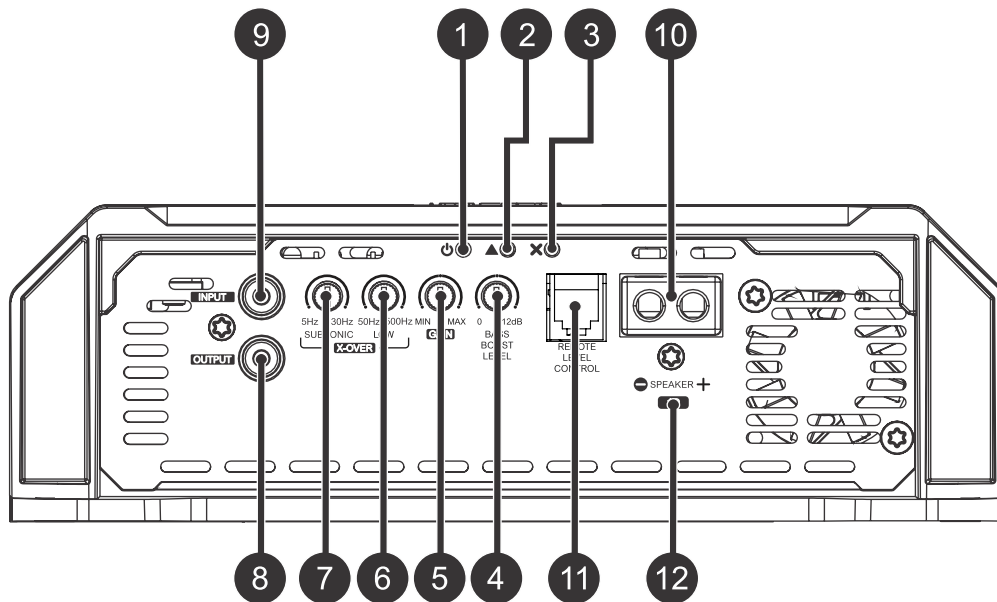 9
1
2
3
10
INPUT
OUTPUT
5Hz 30Hz 50Hz 500Hz MIN MAX 0 12dB
SUBSONIC LOW GAIN BASS
X-OVER BOOST
LEVEL
REMOTE
LEVEL
CONTROL
SPEAKER
8
7
6
5
4
11
12